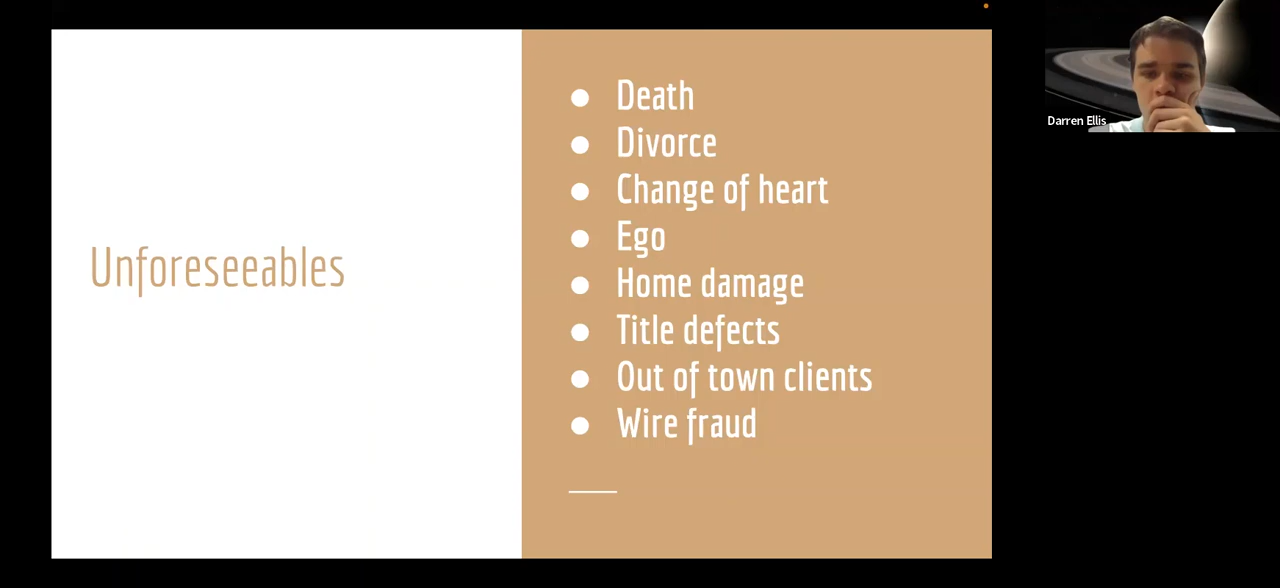 Unforeseeables
Death
Divorce
Change of heart
Ego
Home damage
Title defects
Out of town clients
Wire fraud
Darren Ellis